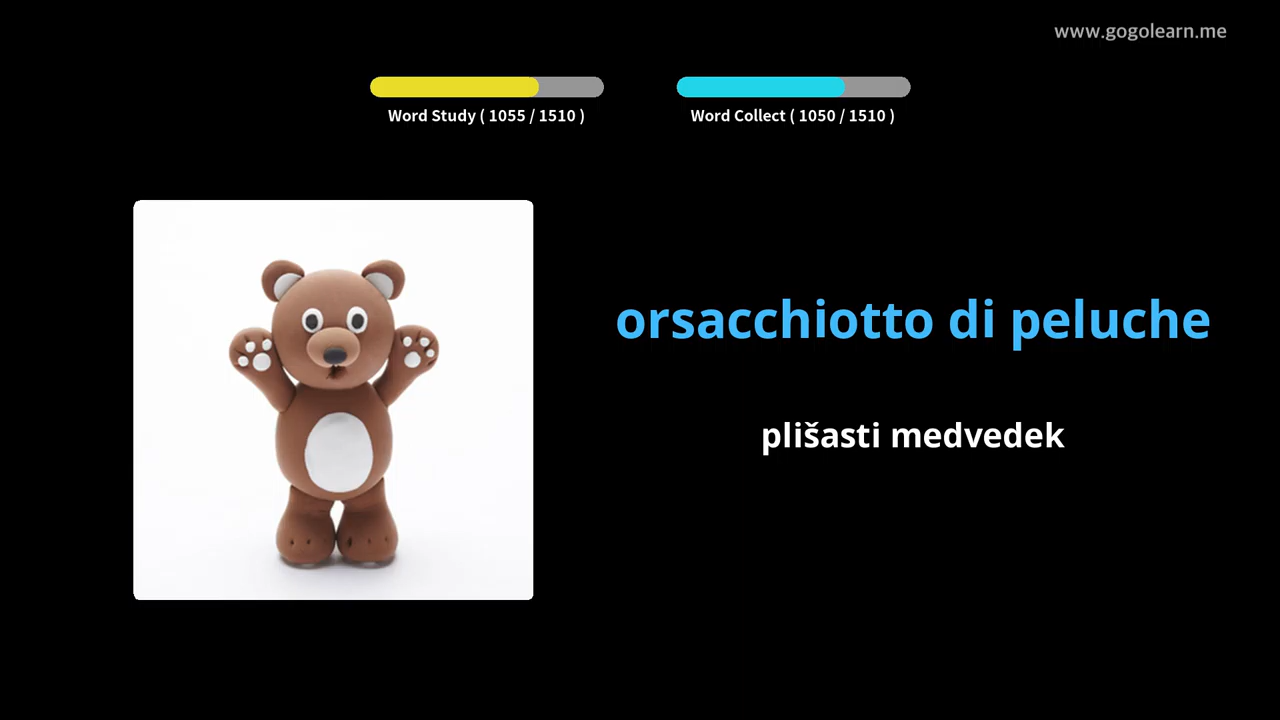 www.gogolearn.me
Word Study ( 1055 / 1510 )
Word Collect ( 1050 / 1510 )
orsacchiotto di peluche
plišasti medvedek